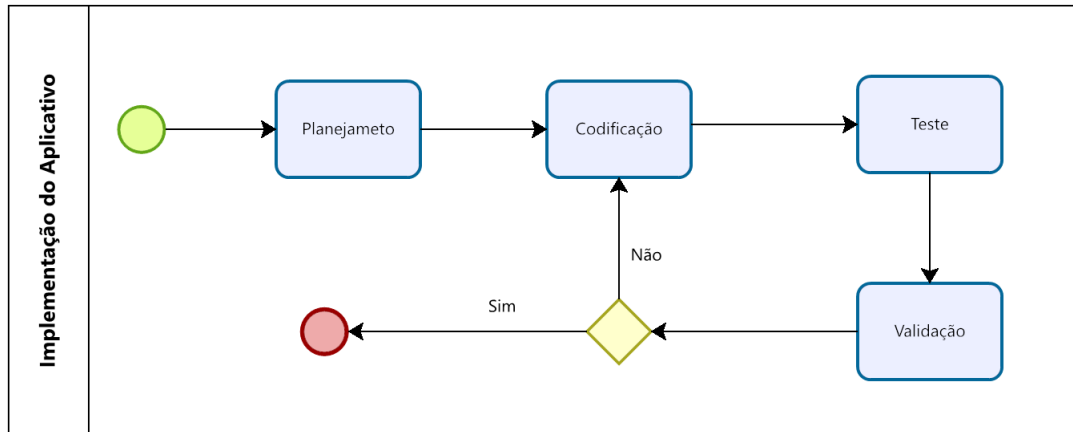 Implementação do Aplicativo
Planejameto
Codificação
Teste
Não
Sim
Validação